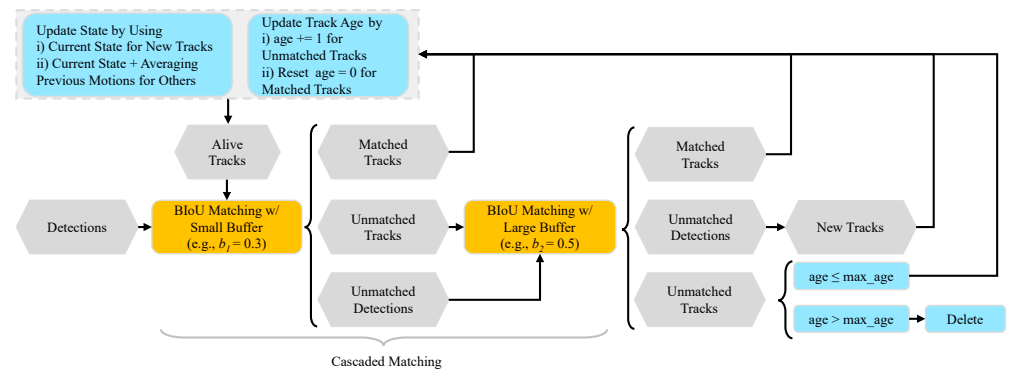 Update State by Using
i) Current State for New Tracks
ii) Current State + Averaging
Previous Motions for Others
Update Track Age by
i) age += 1 for
Unmatched Tracks
ii) Reset age = 0 for
Matched Tracks
Alive
Tracks
Matched
Tracks
Matched
Tracks
Detections
BIoU Matching w/
Small Buffer
(e.g., b₁ = 0.3)
Unmatched
Tracks
BIoU Matching w/
Large Buffer
(e.g., b₂ = 0.5)
Unmatched
Detections
New Tracks
Unmatched
Detections
Unmatched
Tracks
age ≤ max_age
age > max_age
Delete
Cascaded Matching